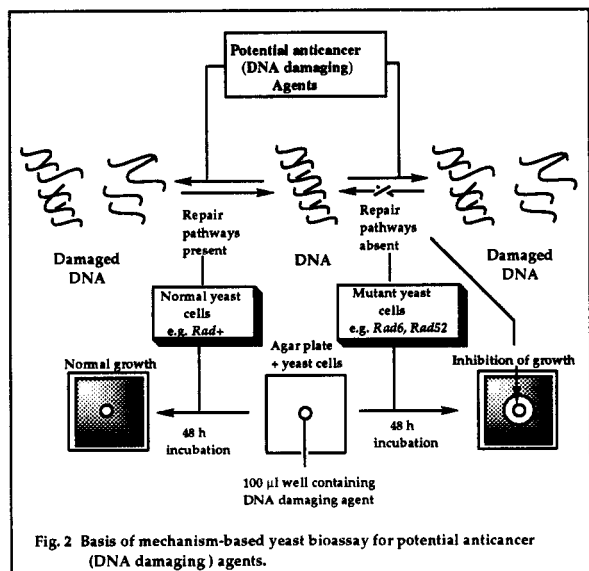 Potential anticancer
(DNA damaging)
Agents
Repair
pathways
present
Repair
pathways
absent
Damaged
DNA
DNA
Damaged
DNA
Normal yeast
cells
e.g. Rad+
Mutant yeast
cells
e.g. Rad6, Rad52
Normal growth
Agar plate
+ yeast cells
Inhibition of growth
48 h
incubation
48 h
incubation
100 µl well containing
DNA damaging agent
Fig. 2 Basis of mechanism-based yeast bioassay for potential anticancer
(DNA damaging ) agents.